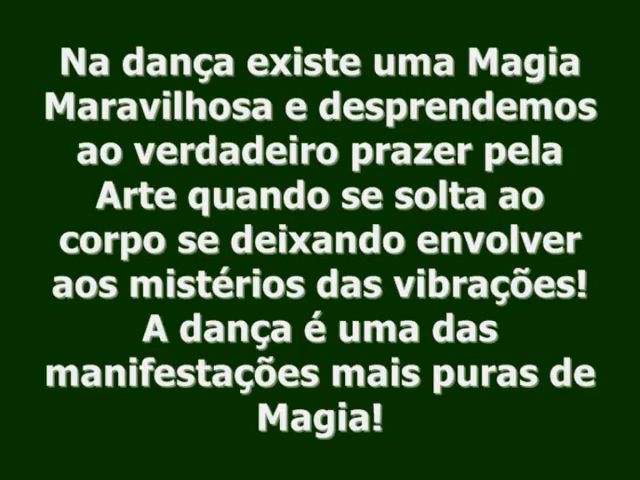 Na dança existe uma Magia
Maravilhosa e desprendemos
ao verdadeiro prazer pela
Arte quando se solta ao
corpo se deixando envolver
aos mistérios das vibrações!
A dança é uma das
manifestações mais puras de
Magia!